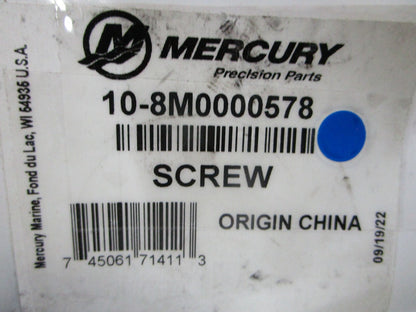 MERCURY
Precision Parts
10-8M0000578
SCREW
7 45061 71411 3
ORIGIN CHINA
09/19/22
Mercury Marine, Fond du Lac, WI 54935 U.S.A.